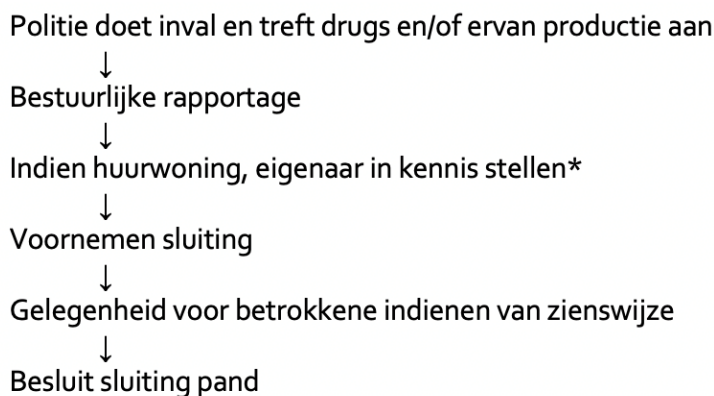 Politie doet inval en treft drugs en/of ervan productie aan
↓
Bestuurlijke rapportage
↓
Indien huurwoning, eigenaar in kennis stellen*
↓
Voornemen sluiting
↓
Gelegenheid voor betrokkene indienen van zienswijze
↓
Besluit sluiting pand